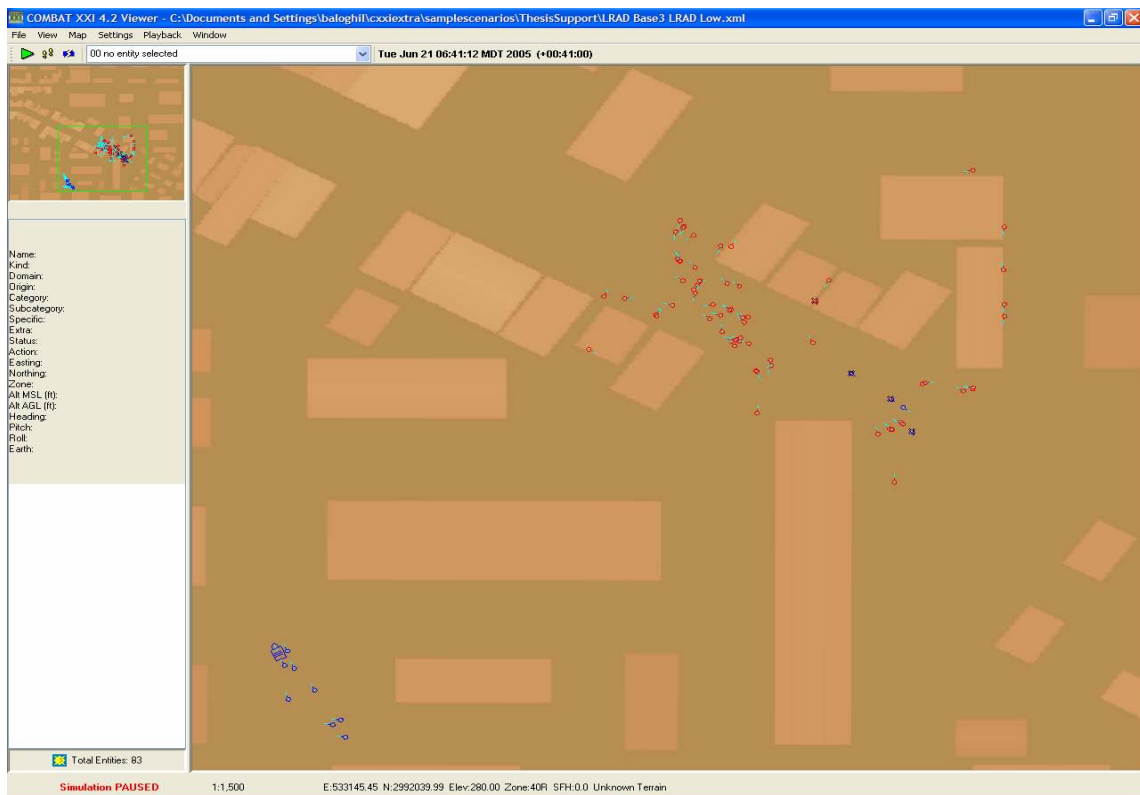 COMBAT XXI 4.2 Viewer - C:\Documents and Settings\baloghil\cxxiextra\samplescenarios\ThesisSupport\LRAD Base3 LRAD Low.xml
File View Map Settings Playback Window
00 no entity selected Tue Jun 21 06:41:12 MDT 2005 (+00:41:00)
Name:
Kind:
Domain:
Origin:
Category:
Subcategory:
Specific:
Extra:
Status:
Action:
Easting:
Northing:
Zone:
Alt MSL (ft):
Alt AGL (ft):
Heading:
Pitch:
Roll:
Earth:
Total Entities: 83
Simulation PAUSED 1:1,500 E:533145.45 N:2992039.99 Elev:280.00 Zone:40R SFH:0.0 Unknown Terrain